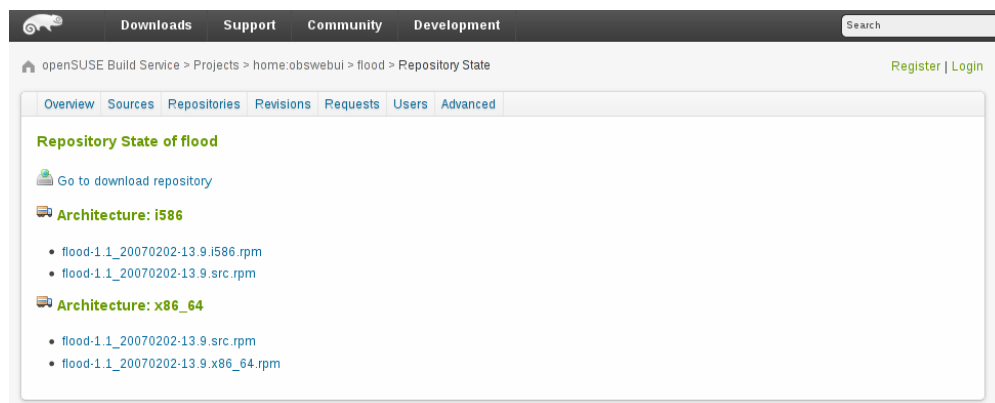 Downloads Support Community Development Search
openSUSE Build Service > Projects > home:obswebui > flood > Repository State Register | Login
Overview Sources Repositories Revisions Requests Users Advanced
Repository State of flood
Go to download repository
Architecture: i586
• flood-1.1_20070202-13.9.i586.rpm
• flood-1.1_20070202-13.9.src.rpm
Architecture: x86_64
• flood-1.1_20070202-13.9.src.rpm
• flood-1.1_20070202-13.9.x86_64.rpm